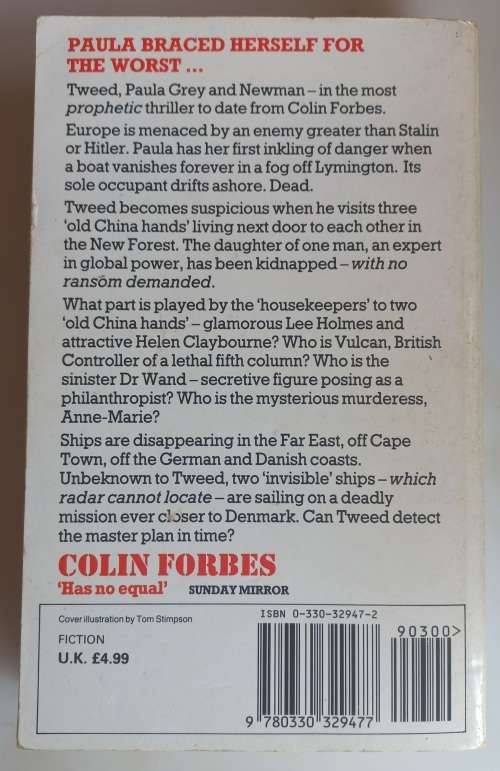 PAULA BRACED HERSELF FOR
THE WORST ...
Tweed, Paula Grey and Newman – in the most
prophetic thriller to date from Colin Forbes.
Europe is menaced by an enemy greater than Stalin
or Hitler. Paula has her first inkling of danger when
a boat vanishes forever in a fog off Lymington. Its
sole occupant drifts ashore. Dead.
Tweed becomes suspicious when he visits three
'old China hands' living next door to each other in
the New Forest. The daughter of one man, an expert
in global power, has been kidnapped – with no
ransom demanded.
What part is played by the 'housekeepers' to two
'old China hands' – glamorous Lee Holmes and
attractive Helen Claybourne? Who is Vulcan, British
Controller of a lethal fifth column? Who is the
sinister Dr Wand – secretive figure posing as a
philanthropist? Who is the mysterious murderess,
Anne-Marie?
Ships are disappearing in the Far East, off Cape
Town, off the German and Danish coasts.
Unbeknown to Tweed, two 'invisible' ships – which
radar cannot locate – are sailing on a deadly
mission ever closer to Denmark. Can Tweed detect
the master plan in time?
COLIN FORBES
'Has no equal' SUNDAY MIRROR
Cover illustration by Tom Stimpson
FICTION
U.K. £4.99
ISBN 0-330-32947-2
90300>
9 780330 329477